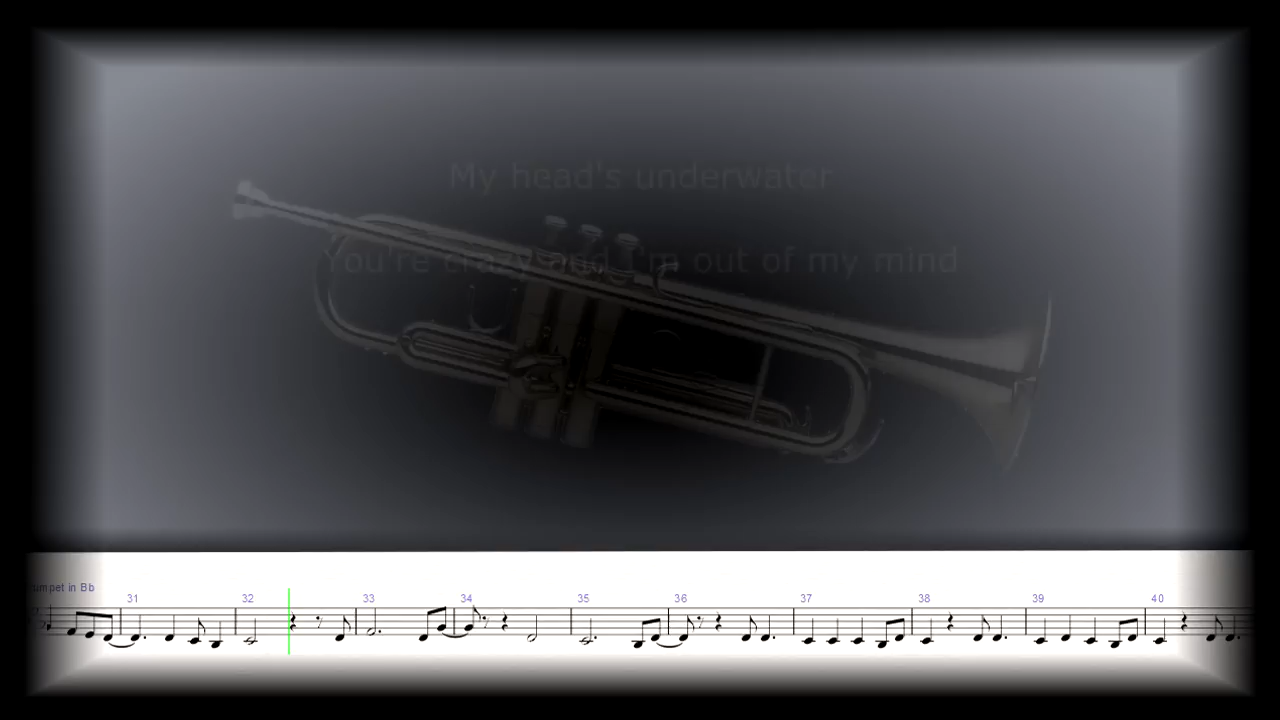 My head's underwater
You're crazy and I'm out of my mind
in Bb
31 32 33 34 35 36 37 38 39 40